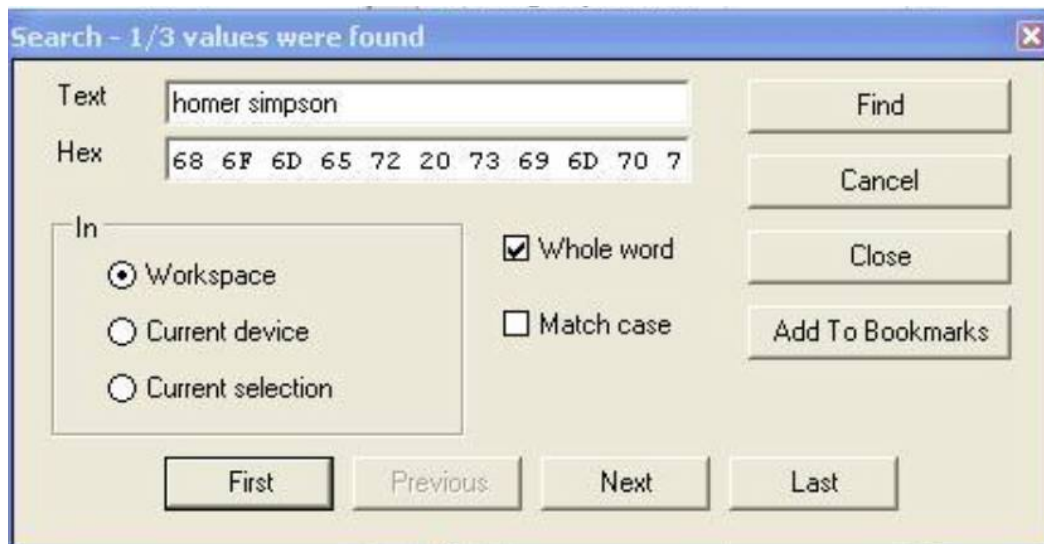 Search - 1/3 values were found
Text homer simpson Find
Hex 68 6F 6D 65 72 20 73 69 6D 70 7
Cancel
In
Workspace
Whole word
Close
Current device
Match case
Add To Bookmarks
Current selection
First Previous Next Last